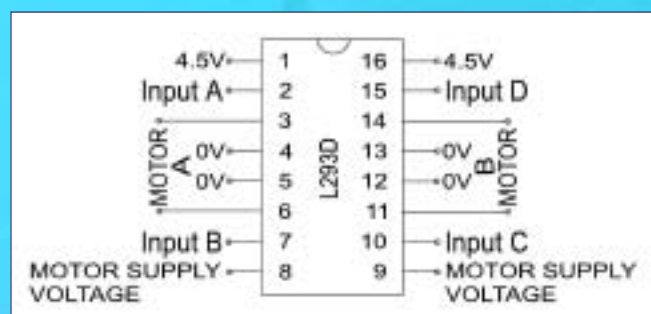 4.5V 1 16 4.5V
Input A 2 15 Input D
3 14
MOTOR A L293D B MOTOR
0V 4 13 0V
0V 5 12 0V
6 11
Input B 7 10 Input C
MOTOR SUPPLY VOLTAGE 8 9 MOTOR SUPPLY VOLTAGE